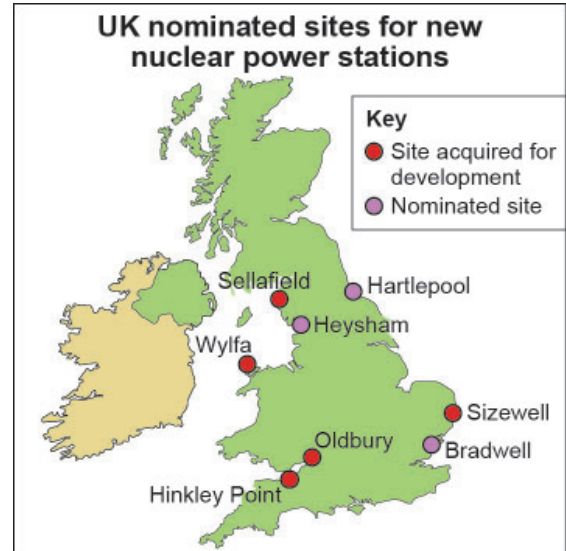 UK nominated sites for new
nuclear power stations
Key
Site acquired for
development
Nominated site
Sellafield
Hartlepool
Heysham
Wylfa
Sizewell
Oldbury
Bradwell
Hinkley Point